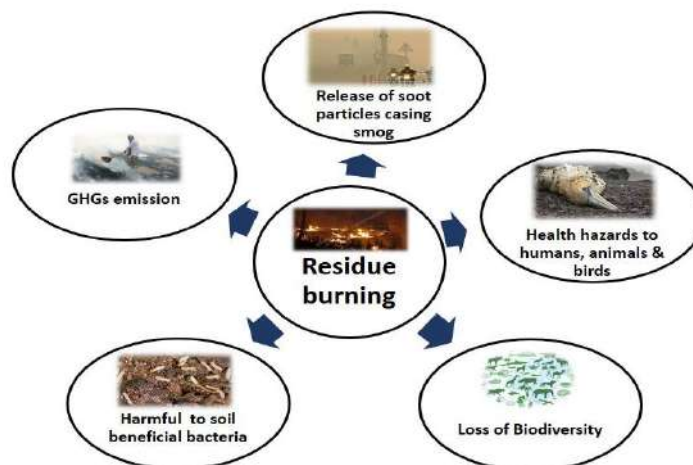 Release of soot
particles casing
smog
GHGs emission
Health hazards to
humans, animals &
birds
Residue
burning
Harmful to soil
beneficial bacteria
Loss of Biodiversity